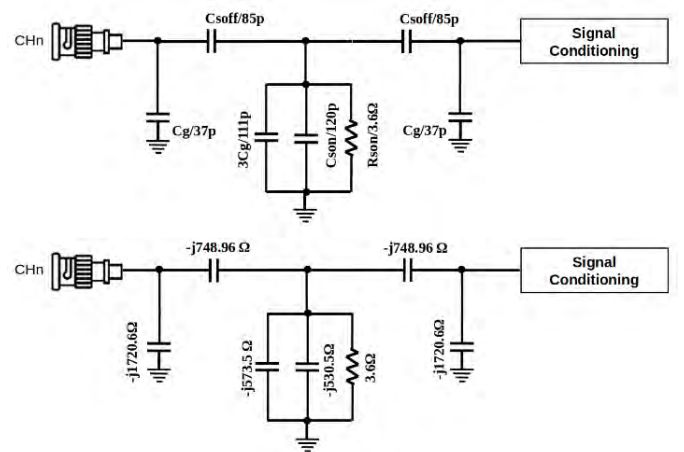 Csoff/85p
Csoff/85p
CHn
Signal
Conditioning
Cg/37p
3Cg/111p
Cson/120p
Rson/3.6Ω
Cg/37p
-j748.96 Ω
-j748.96 Ω
CHn
Signal
Conditioning
-j1720.6Ω
-j573.5 Ω
-j530.5Ω
3.6Ω
-j1720.6Ω